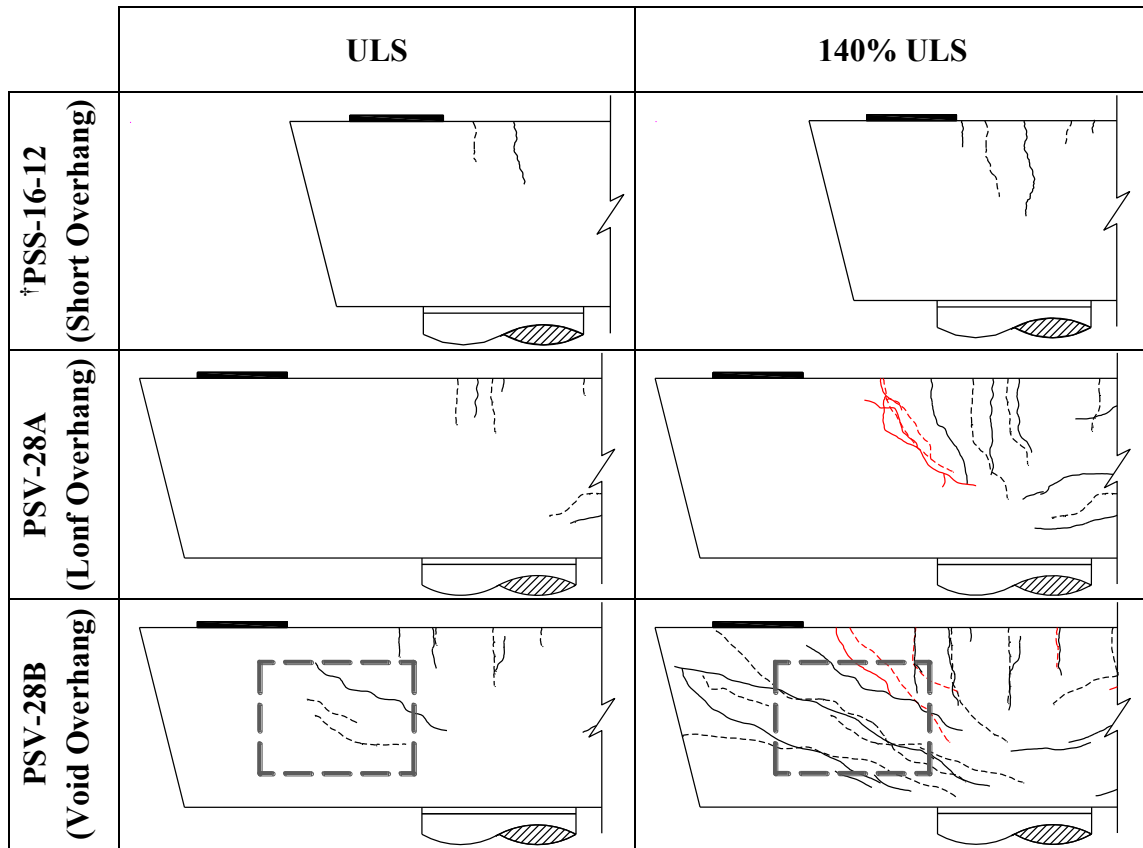 ULS
140% ULS
†PSS-16-12
(Short Overhang)
PSV-28A
(Lonf Overhang)
PSV-28B
(Void Overhang)